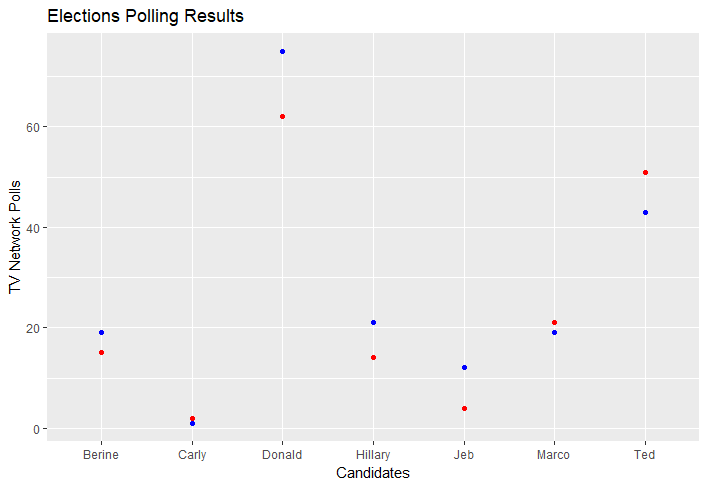 Elections Polling Results
TV Network Polls
60
40
20
0
Berine Carly Donald Hillary Jeb Marco Ted
Candidates